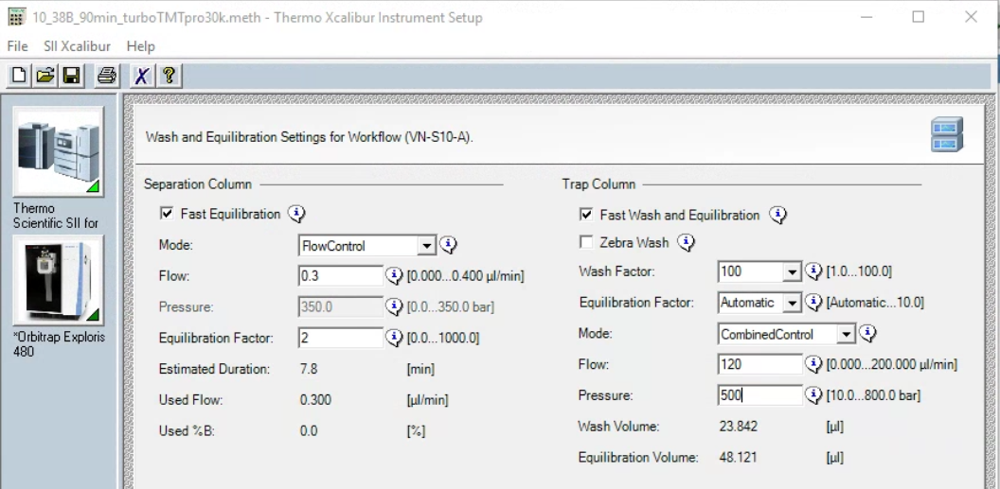 10_38B_90min_turboTMTpro30k.meth - Thermo Xcalibur Instrument Setup
File SII Xcalibur Help
Wash and Equilibration Settings for Workflow (VN-S10-A).
Thermo
Scientific SII for
*Orbitrap Exploris
480
Separation Column
Fast Equilibration
Mode: FlowControl
Flow: 0.3 [0.000...0.400 µl/min]
Pressure: 350.0 [0.0...350.0 bar]
Equilibration Factor: 2 [0.0...1000.0]
Estimated Duration: 7.8 [min]
Used Flow: 0.300 [µl/min]
Used %B: 0.0 [%]
Trap Column
Fast Wash and Equilibration
Zebra Wash
Wash Factor: 100 [1.0...100.0]
Equilibration Factor: Automatic [Automatic...10.0]
Mode: CombinedControl
Flow: 120 [0.000...200.000 µl/min]
Pressure: 500 [10.0...800.0 bar]
Wash Volume: 23.842 [µl]
Equilibration Volume: 48.121 [µl]